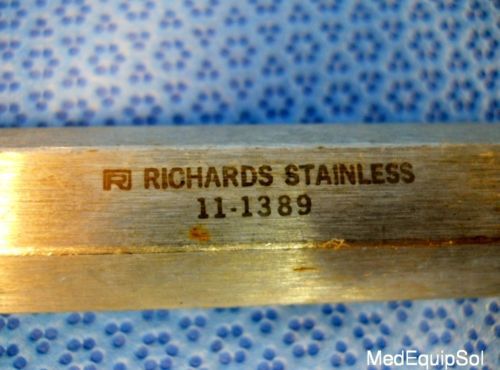 R RICHARDS STAINLESS
11-1389
MedEquipSol